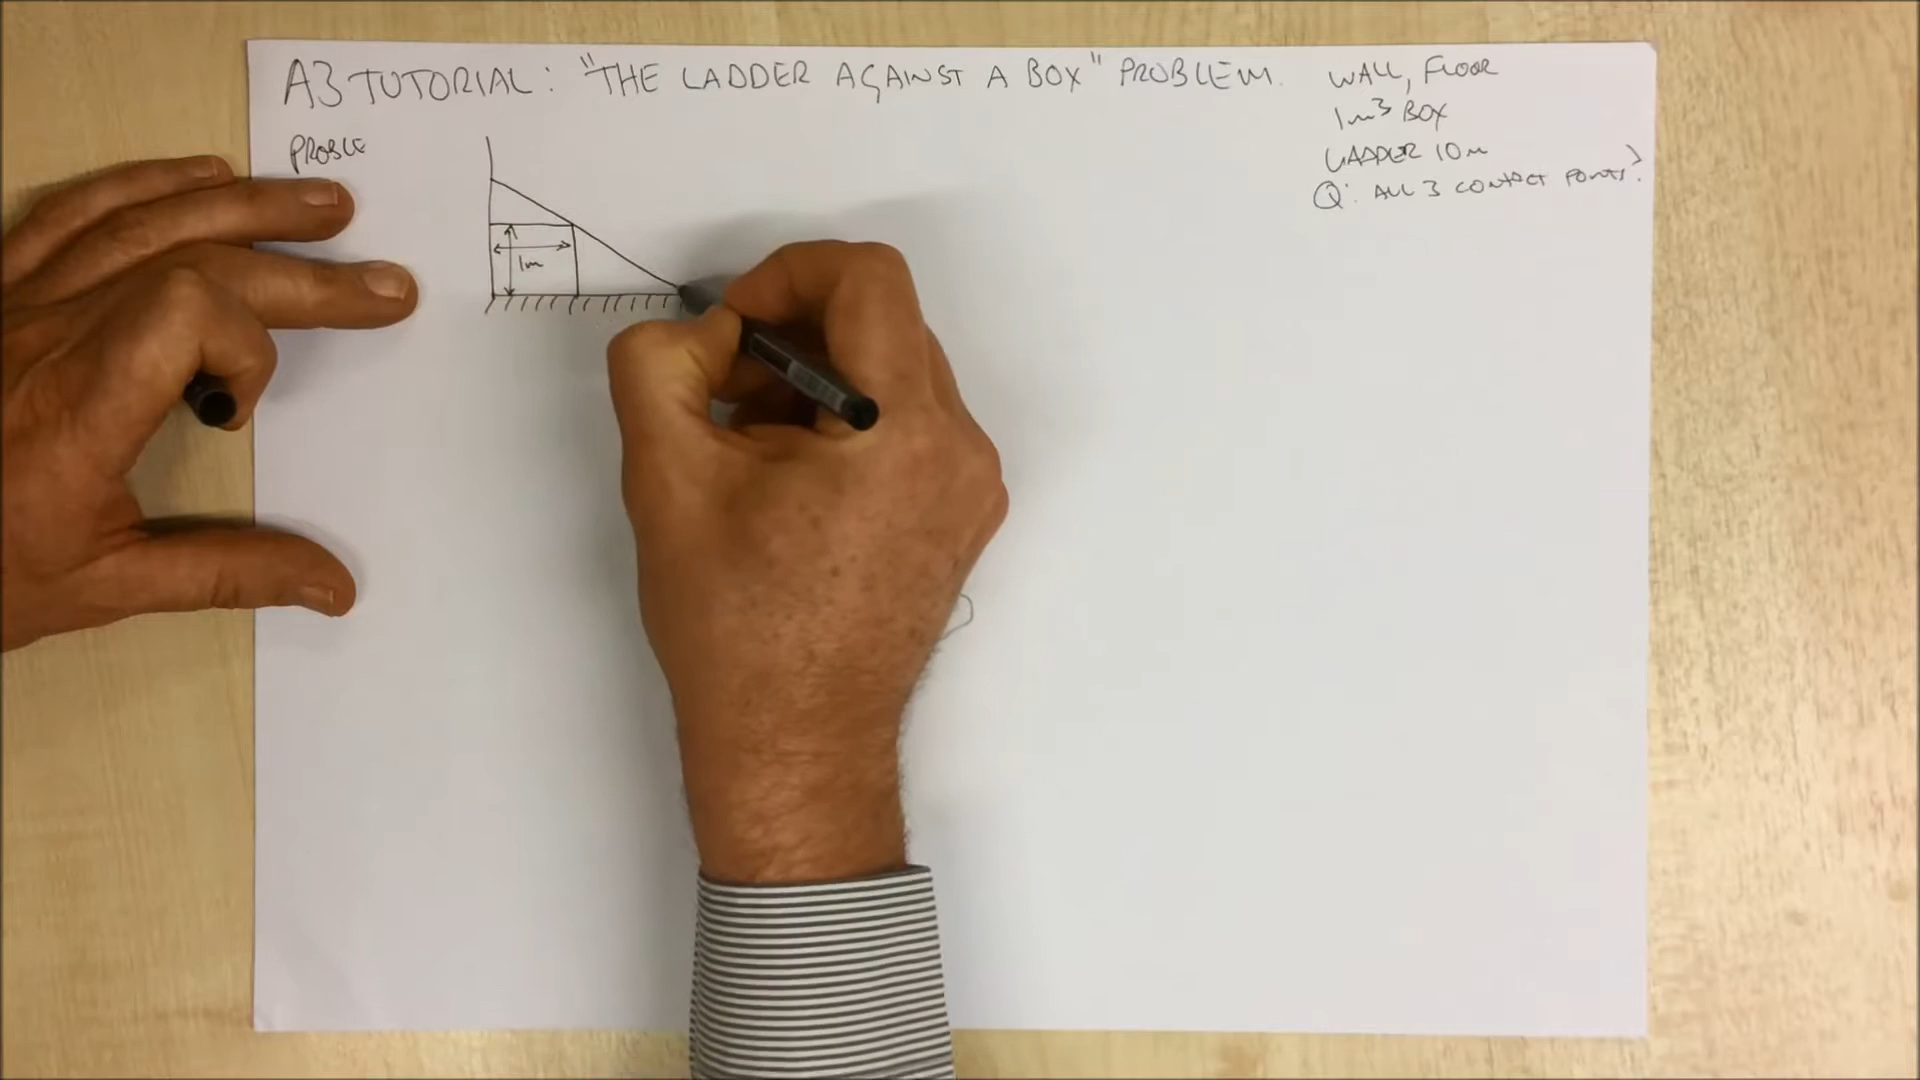 A3 TUTORIAL: "THE LADDER AGAINST A BOX" PROBLEM.
WALL, FLOOR
1m³ BOX
LADDER 10m
Q: ALL 3 CONTACT POINTS?
PROBLE
1m